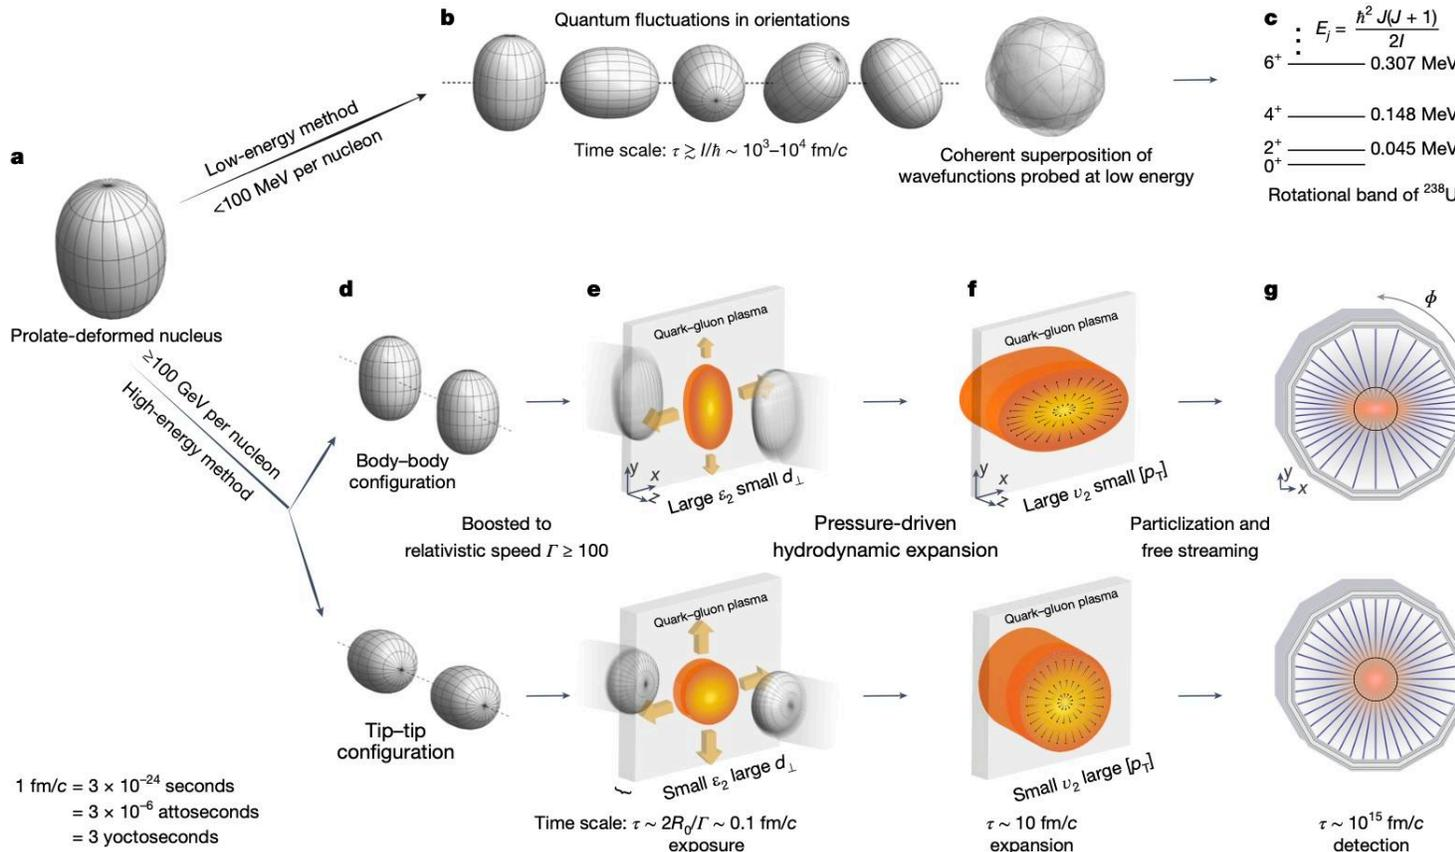 a
Prolate-deformed nucleus
Low-energy method
<100 MeV per nucleon
≥100 GeV per nucleon
High-energy method
b
Quantum fluctuations in orientations
Time scale: τ ≳ I/ℏ ~ 10³–10⁴ fm/c
Coherent superposition of
wavefunctions probed at low energy
c
E_j = ℏ² J(J + 1) / 2I
6⁺ 0.307 MeV
4⁺ 0.148 MeV
2⁺ 0.045 MeV
0⁺
Rotational band of ²³⁸U
d
Body–body
configuration
Tip–tip
configuration
Boosted to
relativistic speed Γ ≥ 100
e
Quark–gluon plasma
y
x
z
Large ε₂ small d⊥
Quark–gluon plasma
Small ε₂ large d⊥
Pressure-driven
hydrodynamic expansion
f
Quark–gluon plasma
y
x
z
Large υ₂ small [p_T]
Quark–gluon plasma
Small υ₂ large [p_T]
Particlization and
free streaming
g
ϕ
y
x
1 fm/c = 3 × 10⁻²⁴ seconds
= 3 × 10⁻⁶ attoseconds
= 3 yoctoseconds
Time scale: τ ~ 2R₀/Γ ~ 0.1 fm/c
exposure
τ ~ 10 fm/c
expansion
τ ~ 10¹⁵ fm/c
detection